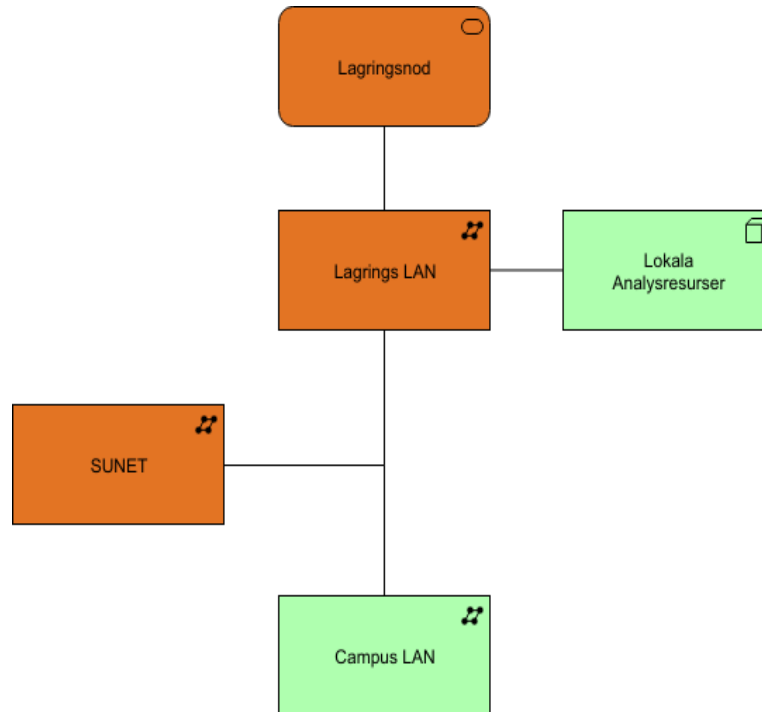 Lagringsnod
Lagrings LAN
Lokala
Analysresurser
SUNET
Campus LAN